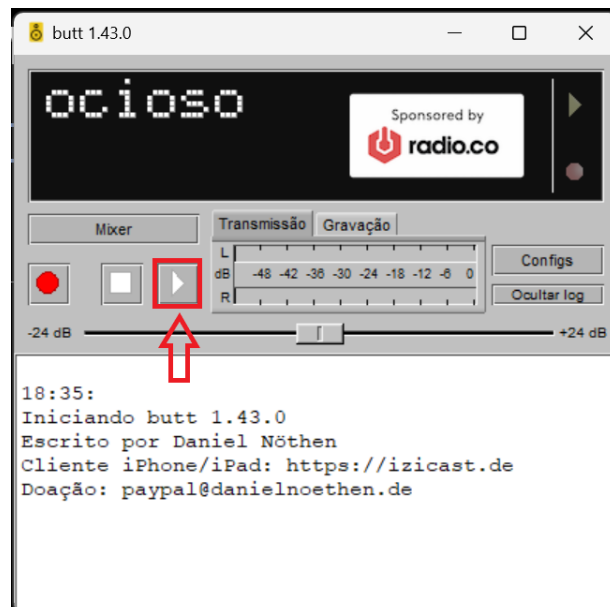 butt 1.43.0
ocioso
Sponsored by
radio.co
Mixer
Transmissão Gravação
L
dB -48 -42 -36 -30 -24 -18 -12 -6 0
R
Configs
Ocultar log
-24 dB +24 dB
18:35:
Iniciando butt 1.43.0
Escrito por Daniel Nöthen
Cliente iPhone/iPad: https://izicast.de
Doação: paypal@danielnoethen.de